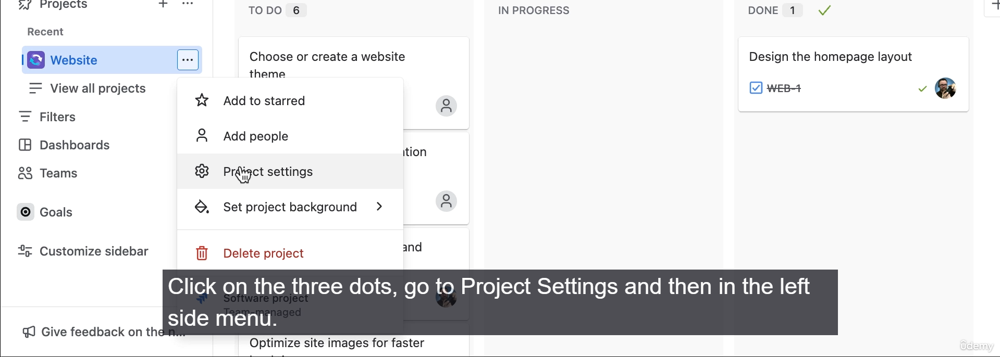 Projects
Recent
Website
View all projects
Filters
Dashboards
Teams
Goals
Customize sidebar
Give feedback on the n...
Add to starred
Add people
Project settings
Set project background
Delete project
Software project
Team-managed
TO DO 6
Choose or create a website
theme
tion
and
Optimize site images for faster
IN PROGRESS
DONE 1
Design the homepage layout
WEB-1
Click on the three dots, go to Project Settings and then in the left
side menu.
ûdemy